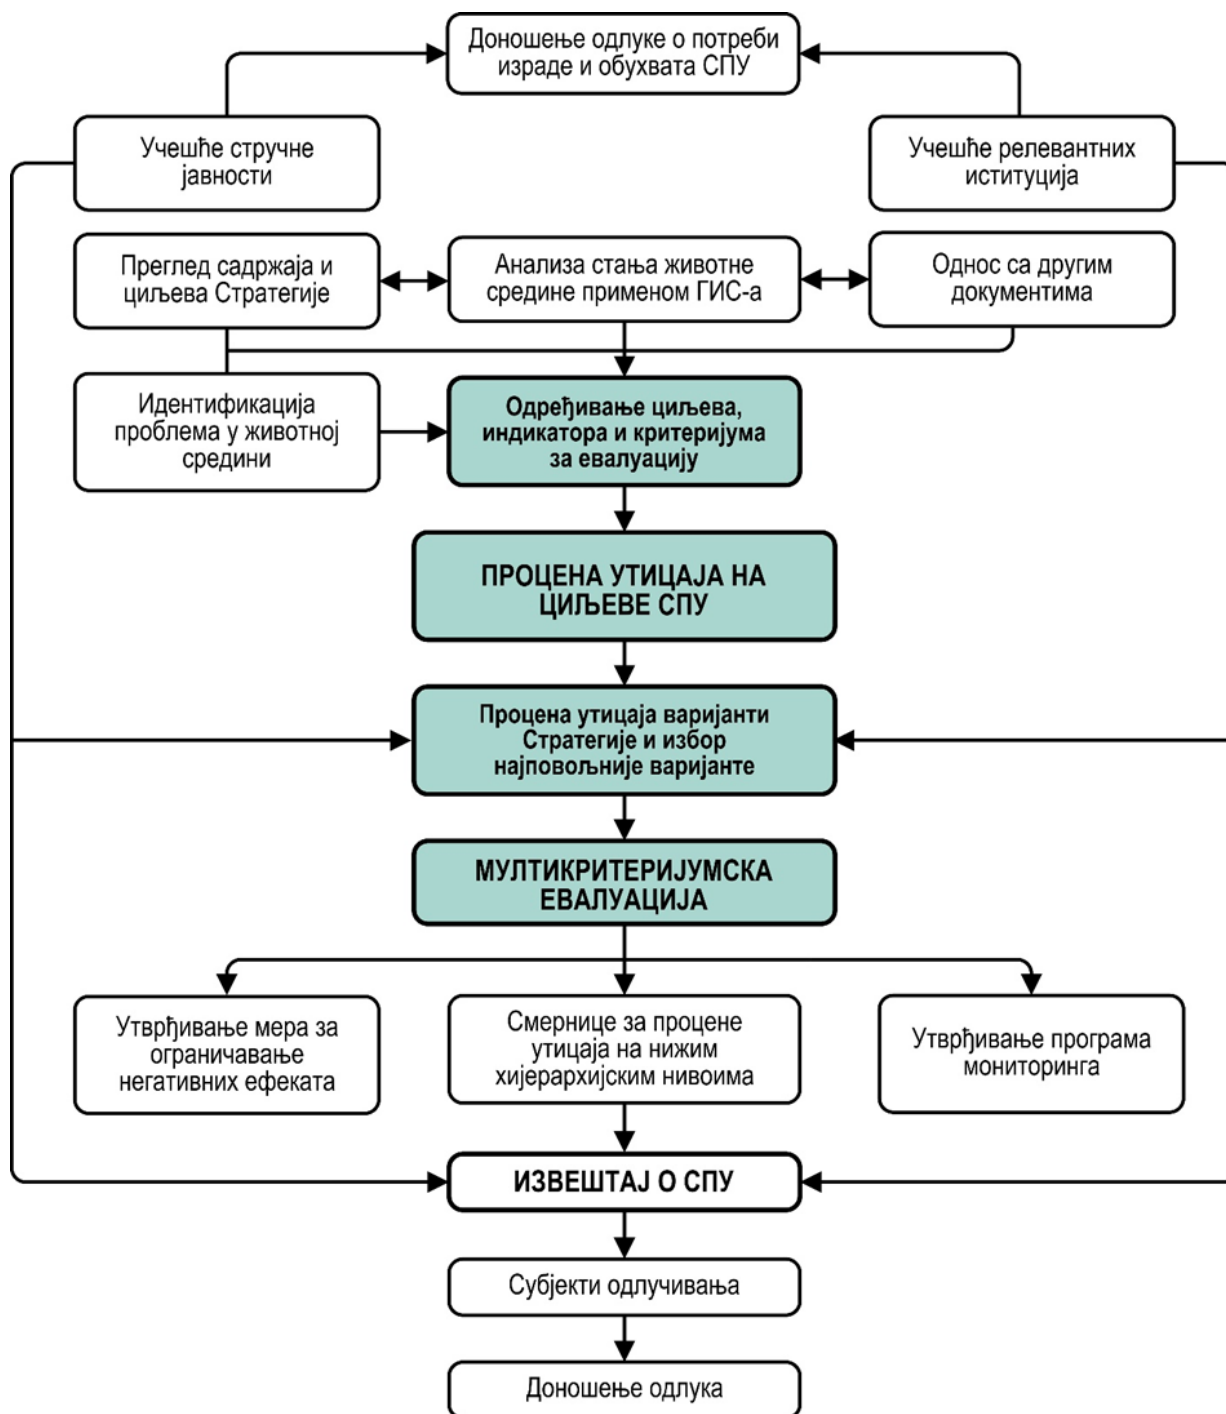 Доношење одлуке о потреби
израде и обухвата СПУ
Учешће стручне
јавности
Учешће релевантних
иституција
Преглед садржаја и
циљева Стратегије
Анализа стања животне
средине применом ГИС-а
Однос са другим
документима
Идентификација
проблема у животној
средини
Одређивање циљева,
индикатора и критеријума
за евалуацију
ПРОЦЕНА УТИЦАЈА НА
ЦИЉЕВЕ СПУ
Процена утицаја варијанти
Стратегије и избор
најповољније варијанте
МУЛТИКРИТЕРИЈУМСКА
ЕВАЛУАЦИЈА
Утврђивање мера за
ограничавање
негативних ефеката
Смернице за процене
утицаја на нижим
хијерархијским нивоима
Утврђивање програма
мониторинга
ИЗВЕШТАЈ О СПУ
Субјекти одлучивања
Доношење одлука